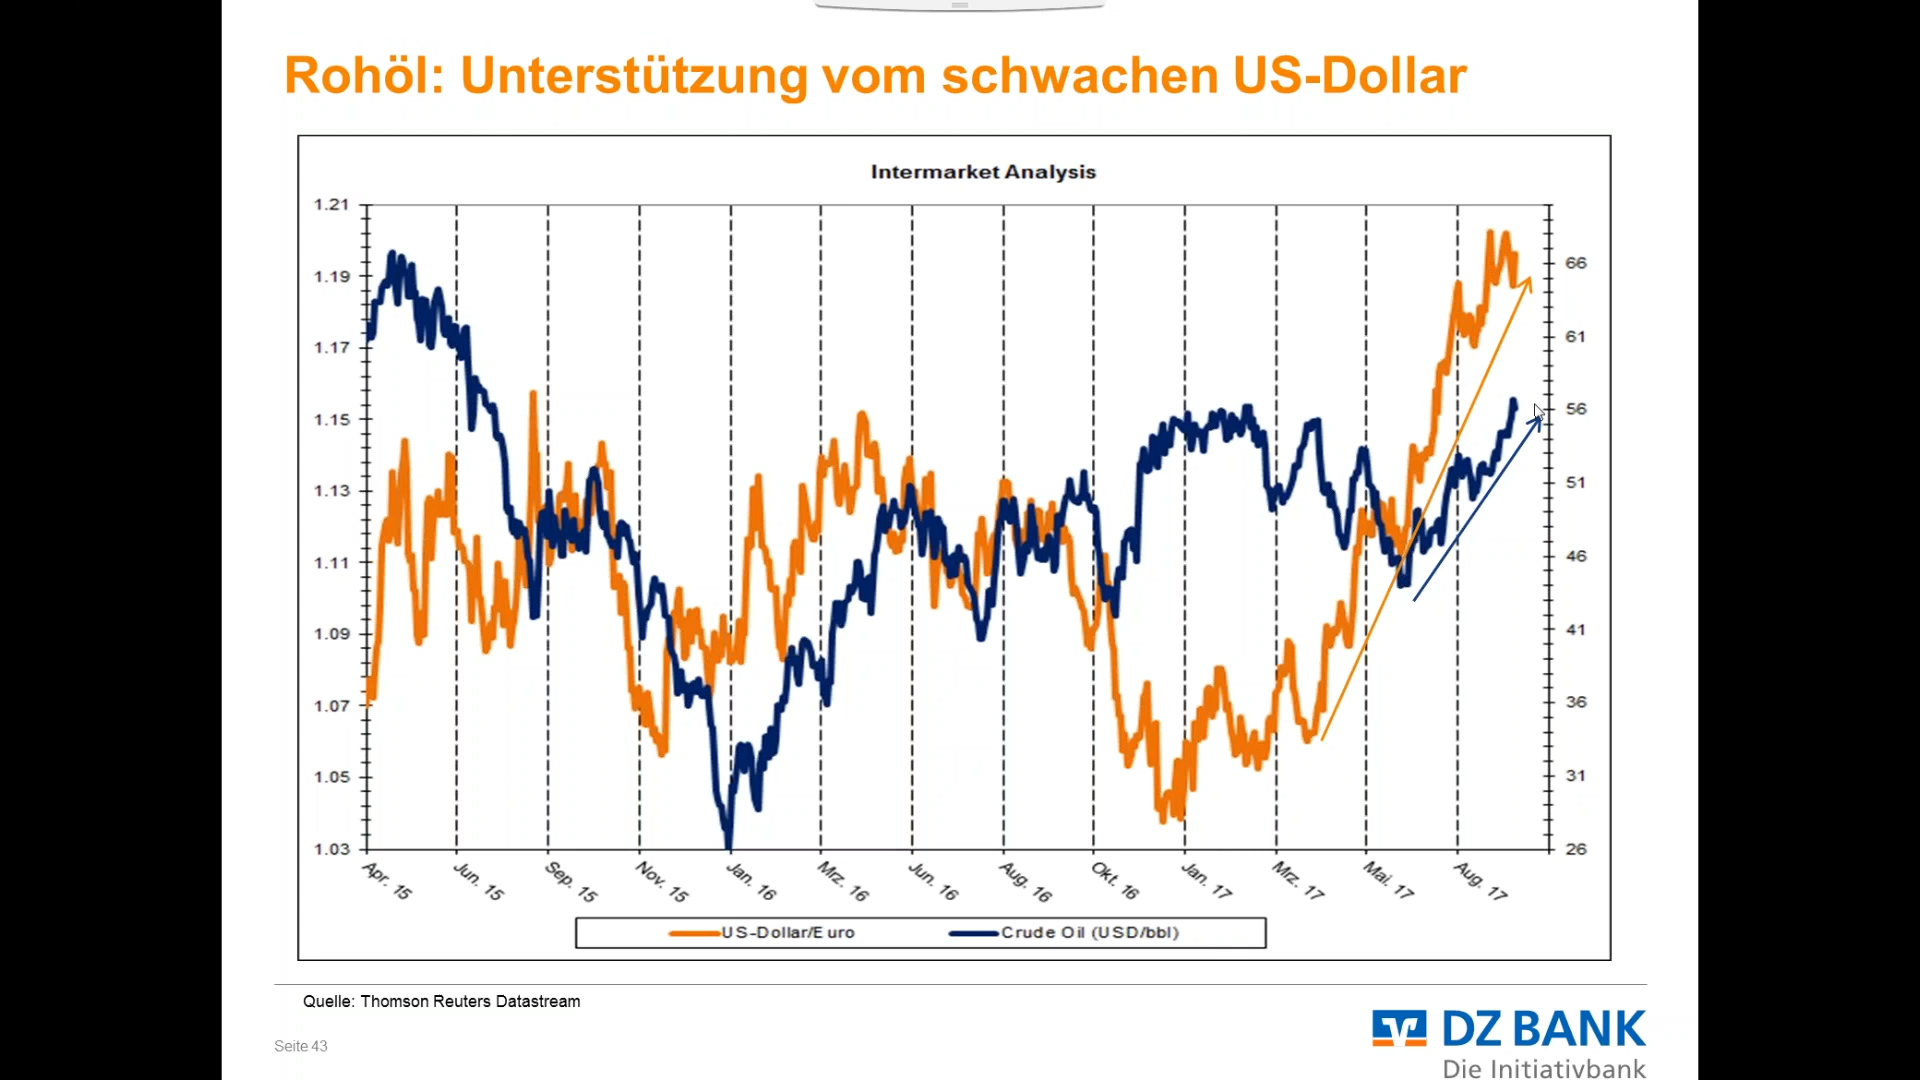 Rohöl: Unterstützung vom schwachen US-Dollar
Intermarket Analysis
1.21
1.19
1.17
1.15
1.13
1.11
1.09
1.07
1.05
1.03
66
61
56
51
46
41
36
31
26
Apr. 15 Jun. 15 Sep. 15 Nov. 15 Jan. 16 Mrz. 16 Jun. 16 Aug. 16 Okt. 16 Jan. 17 Mrz. 17 Mai. 17 Aug. 17
US-Dollar/Euro Crude Oil (USD/bbl)
Quelle: Thomson Reuters Datastream
Seite 43
DZ BANK
Die Initiativbank